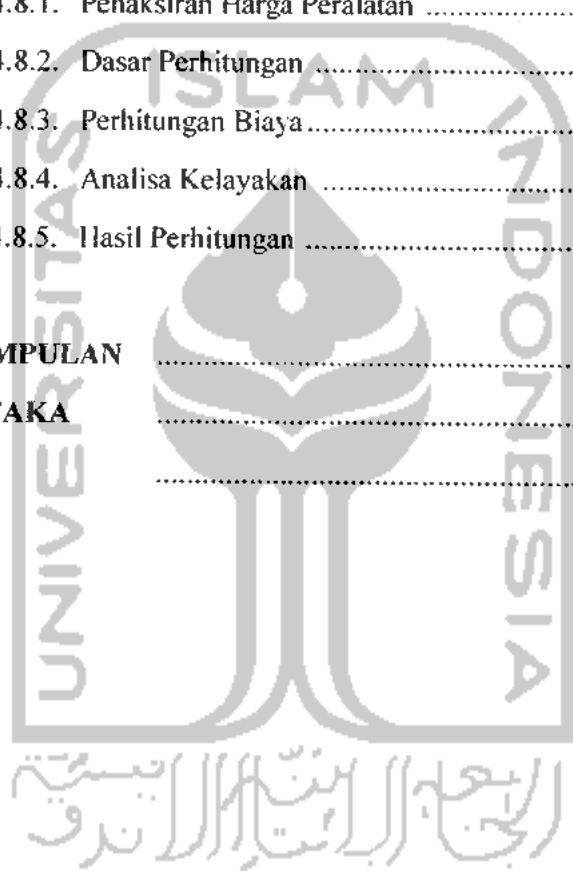 4.8.1. Penaksiran Harga Peralatan ....................
4.8.2. Dasar Perhitungan ....................
4.8.3. Perhitungan Biaya ....................
4.8.4. Analisa Kelayakan ....................
4.8.5. Hasil Perhitungan ....................
MPULAN ....................
TAKA ....................
....................
UNIVERSITAS
ISLAM
INDONESIA